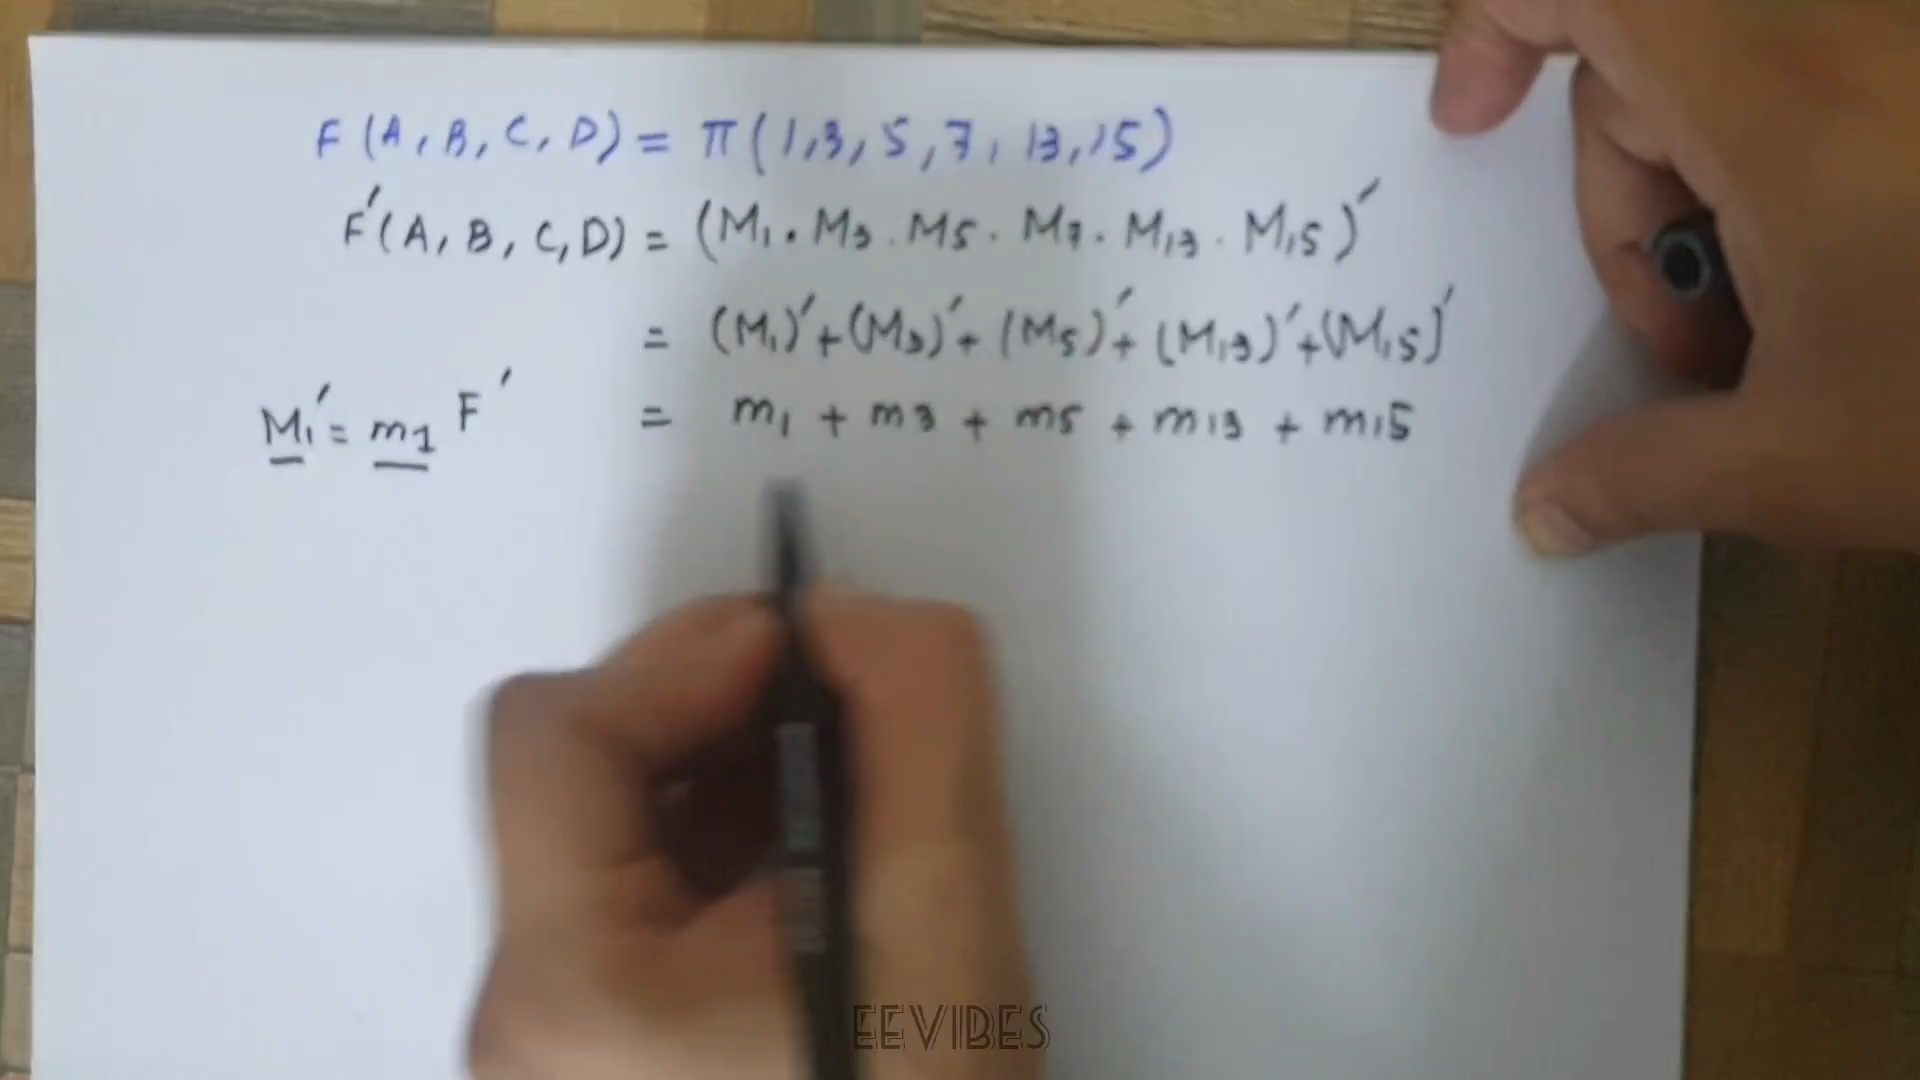 F (A, B, C, D) = π (1,3, 5, 7, 13, 15)
F'(A, B, C, D) = (M1 . M3 . M5 . M7 . M13 . M15)'
= (M1)' + (M3)' + (M5)' + (M13)' + (M15)'
M1' = m1 F' = m1 + m3 + m5 + m13 + m15
EEVIBES